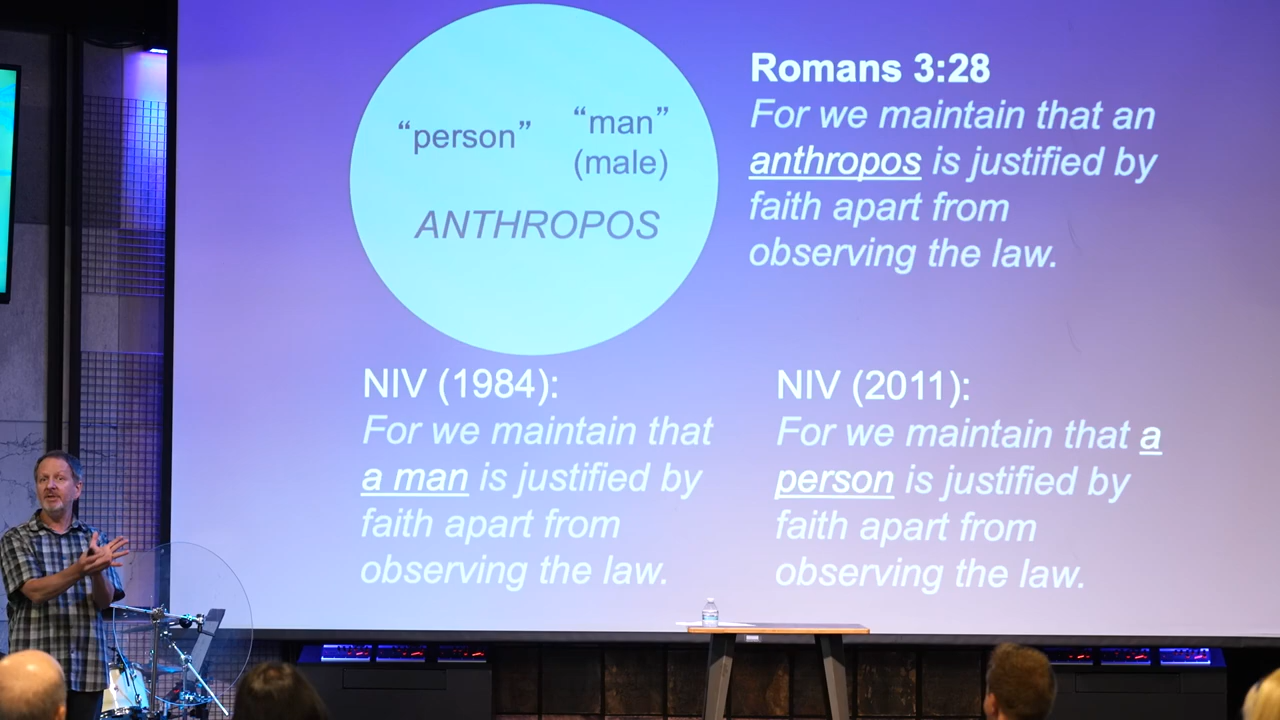 “person”
“man”
(male)
ANTHROPOS
Romans 3:28
For we maintain that an
anthropos is justified by
faith apart from
observing the law.
NIV (1984):
For we maintain that
a man is justified by
faith apart from
observing the law.
NIV (2011):
For we maintain that a
person is justified by
faith apart from
observing the law.